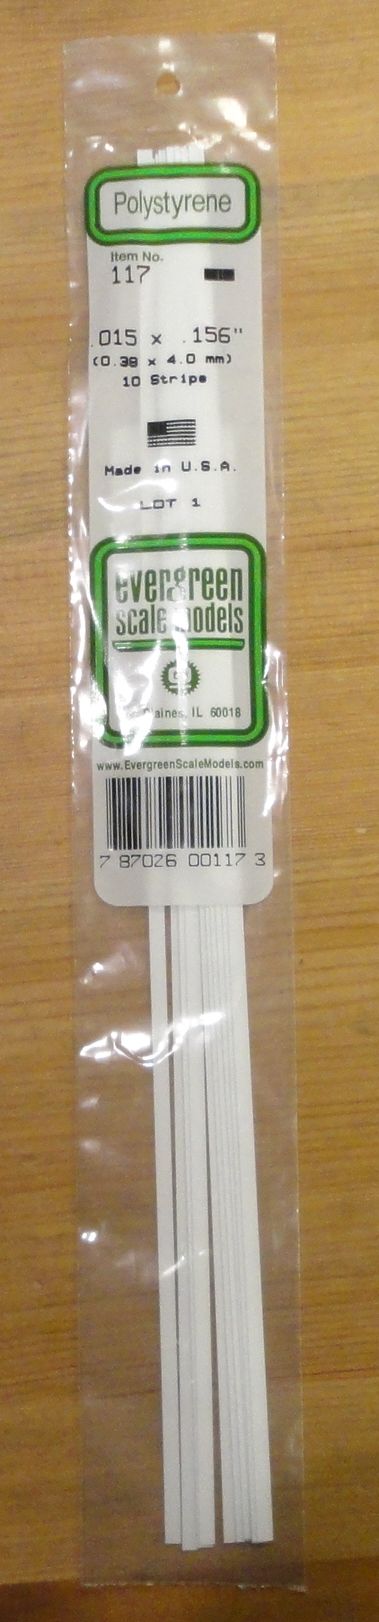 Polystyrene
Item No.
117
.015 x .156"
(0.38 x 4.0 mm)
10 Strips
Made in U.S.A.
LOT 1
evergreen
scale models
Plaines, IL 60018
www.EvergreenScaleModels.com
7 87026 00117 3